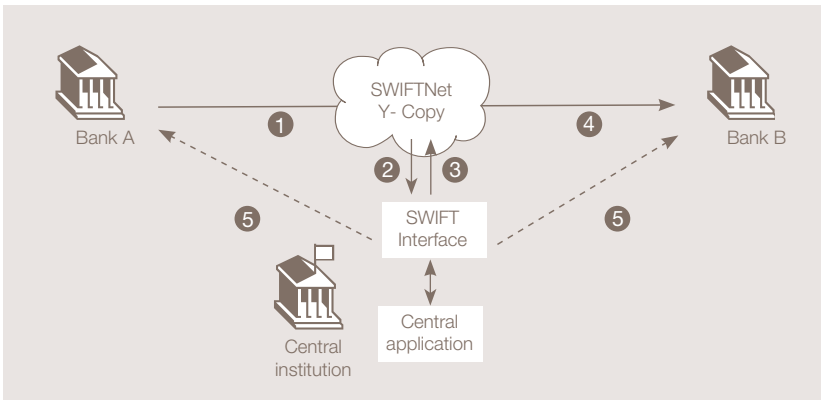 SWIFTNet
Y- Copy
Bank A
1
4
Bank B
2
3
5
SWIFT
Interface
5
Central
application
Central
institution